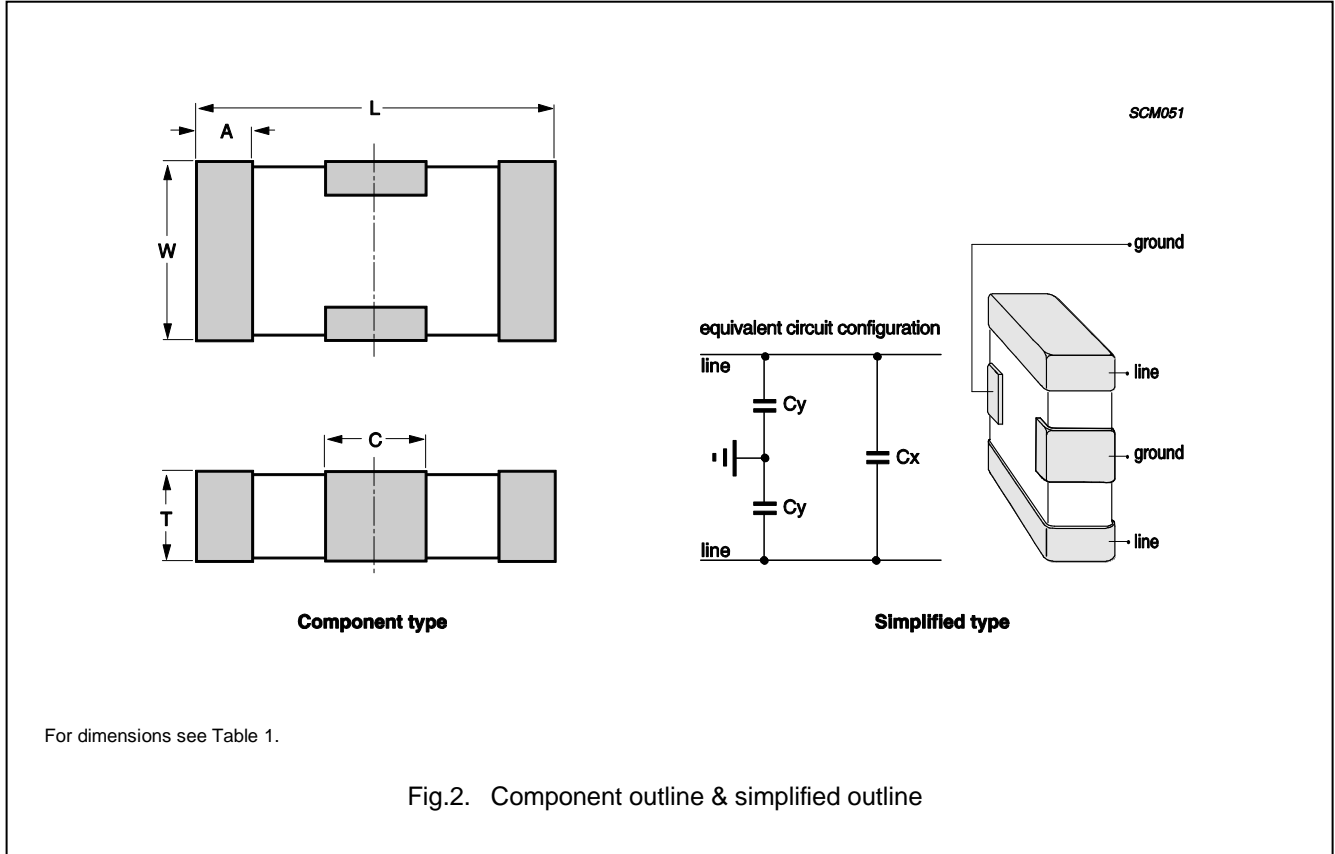 L
SCM051
A
W
ground
equivalent circuit configuration
line
line
Cy
C
Cx
ground
Cy
T
line
line
Component type
Simplified type
For dimensions see Table 1.
Fig.2. Component outline & simplified outline